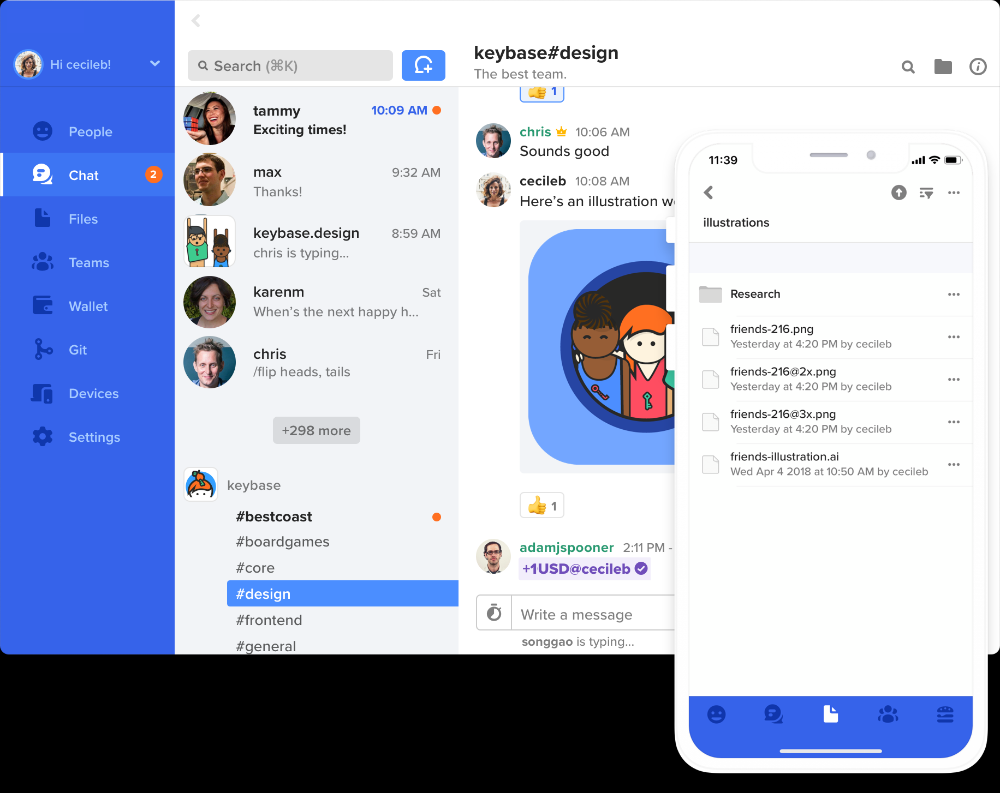 Hi cecileb!
People
Chat
2
Files
Teams
Wallet
Git
Devices
Settings
Search (⌘K)
tammy
10:09 AM
Exciting times!
max
9:32 AM
Thanks!
keybase.design
8:59 AM
chris is typing...
karenm
Sat
When’s the next happy h...
chris
Fri
/flip heads, tails
+298 more
keybase
#bestcoast
#boardgames
#core
#design
#frontend
#general
keybase#design
The best team.
👍 1
chris 10:06 AM
Sounds good
cecileb 10:08 AM
Here’s an illustration
👍 1
adamjspooner 2:11 PM -
+1USD@cecileb
Write a message
songgao is typing...
11:39
illustrations
Research
friends-216.png
Yesterday at 4:20 PM by cecileb
friends-216@2x.png
Yesterday at 4:20 PM by cecileb
friends-216@3x.png
Yesterday at 4:20 PM by cecileb
friends-illustration.ai
Wed Apr 4 2018 at 10:50 AM by cecileb